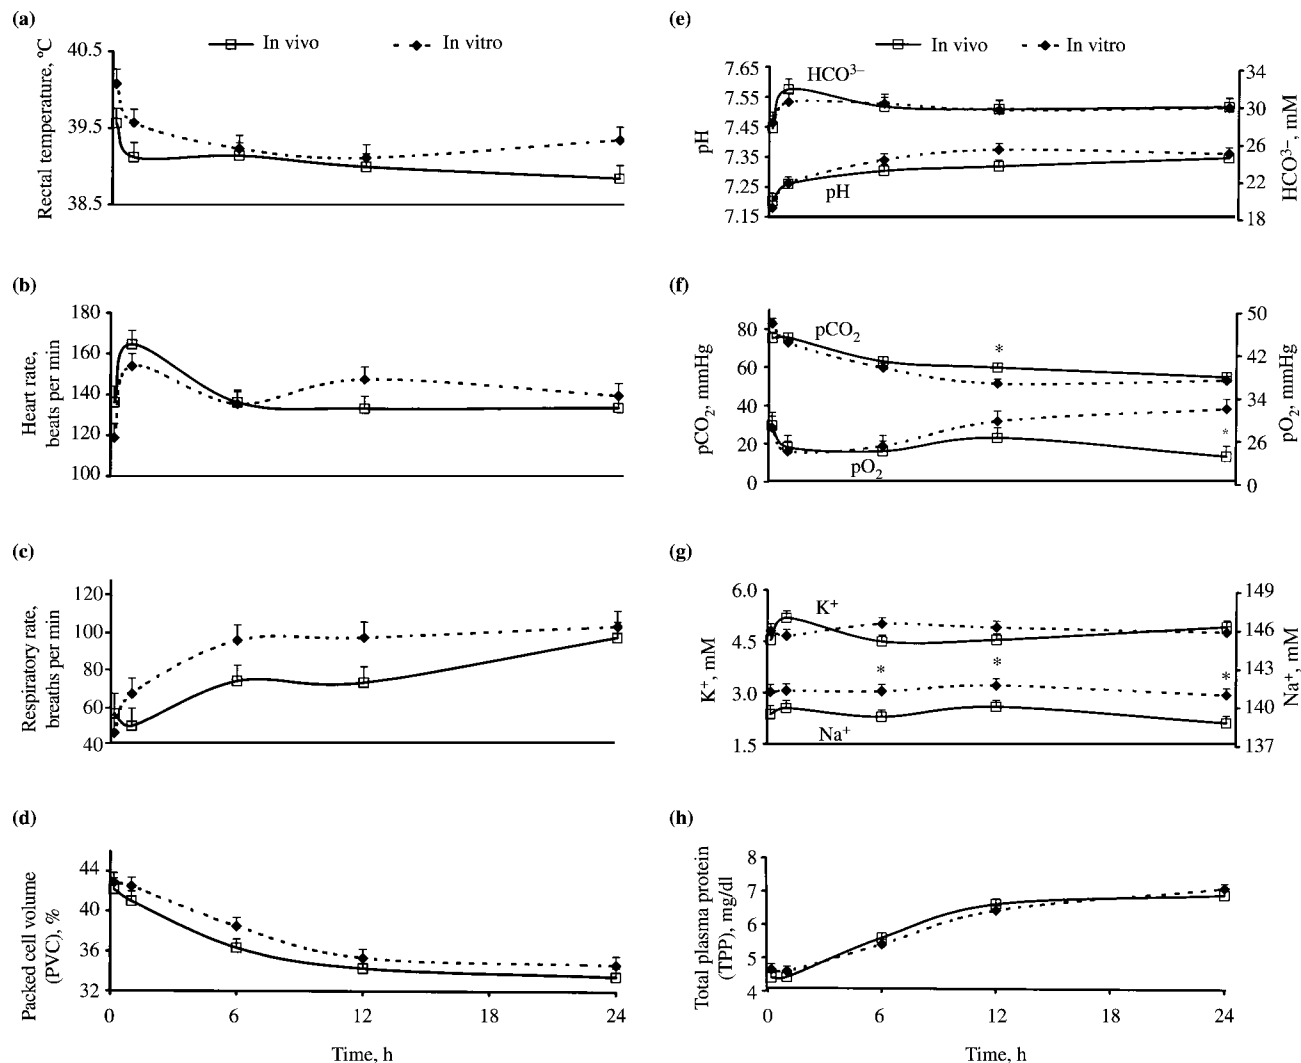 (a)
In vivo
In vitro
Rectal temperature, °C
40.5
39.5
38.5
(b)
Heart rate,
beats per min
180
160
140
120
100
(c)
Respiratory rate,
breaths per min
120
100
80
60
40
(d)
Packed cell volume
(PVC), %
44
40
36
32
0
6
12
18
24
Time, h
(e)
In vivo
In vitro
pH
7.65
7.55
7.45
7.35
7.25
7.15
HCO³⁻
pH
34
30
26
22
18
HCO³⁻, mM
(f)
pCO₂, mmHg
80
60
40
20
0
pCO₂
*
pO₂
*
50
42
34
26
0
pO₂, mmHg
(g)
K⁺, mM
6.0
4.5
3.0
1.5
K⁺
* * *
Na⁺
149
146
143
140
137
Na⁺, mM
(h)
Total plasma protein
(TPP), mg/dl
8
7
6
5
4
0
6
12
18
24
Time, h